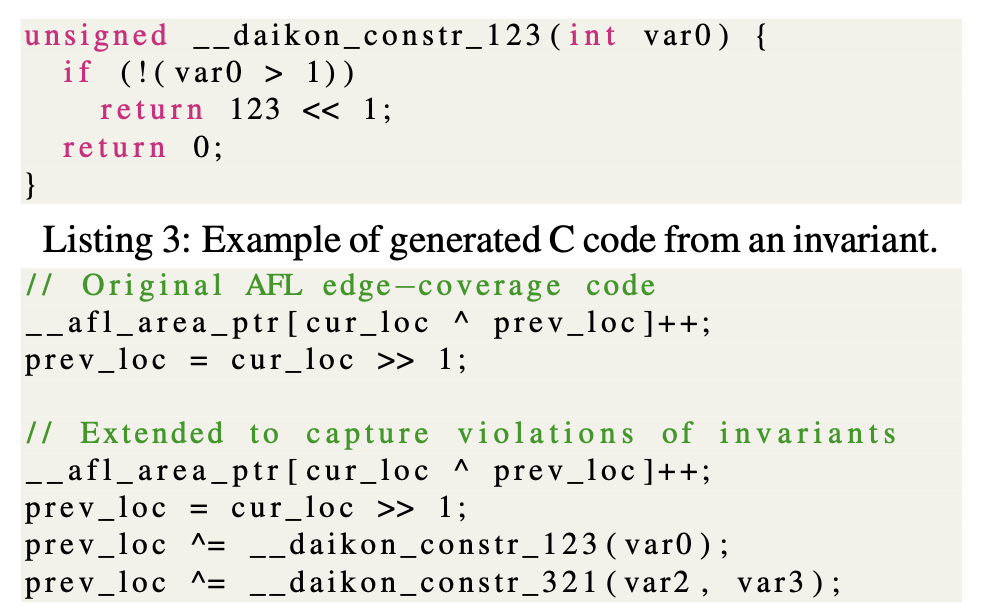 unsigned __daikon_constr_123(int var0) {
if (!(var0 > 1))
return 123 << 1;
return 0;
}
Listing 3: Example of generated C code from an invariant.
// Original AFL edge−coverage code
__afl_area_ptr[cur_loc ^ prev_loc]++;
prev_loc = cur_loc >> 1;
// Extended to capture violations of invariants
__afl_area_ptr[cur_loc ^ prev_loc]++;
prev_loc = cur_loc >> 1;
prev_loc ^= __daikon_constr_123(var0);
prev_loc ^= __daikon_constr_321(var2, var3);